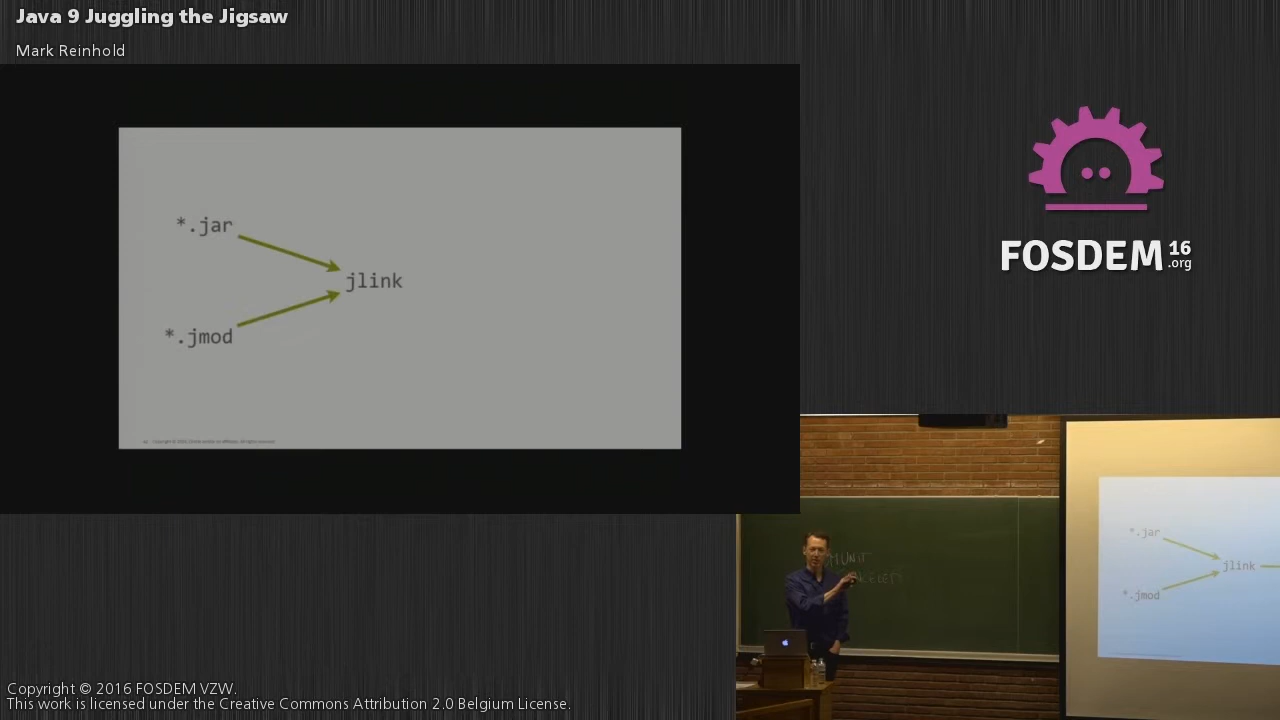 Java 9 Juggling the Jigsaw
Mark Reinhold
*.jar
jlink
*.jmod
FOSDEM 16
.org
MUNIT
*.jar
jlink
*.jmod
Copyright © 2016 FOSDEM VZW.
This work is licensed under the Creative Commons Attribution 2.0 Belgium License.